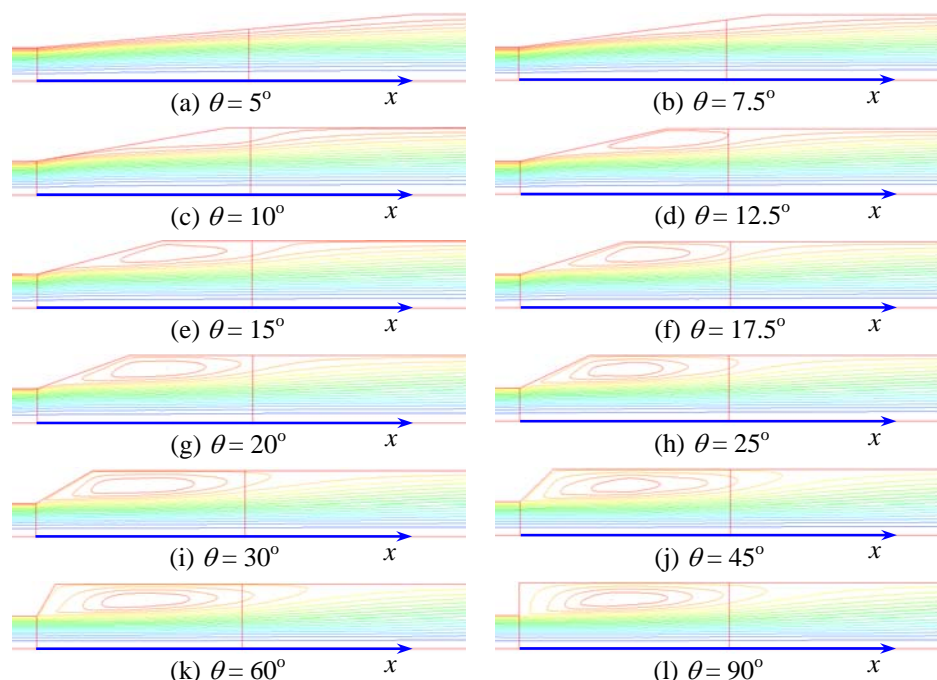 x x
(a) θ = 5° (b) θ = 7.5°
x x
(c) θ = 10° (d) θ = 12.5°
x x
(e) θ = 15° (f) θ = 17.5°
x x
(g) θ = 20° (h) θ = 25°
x x
(i) θ = 30° (j) θ = 45°
x x
(k) θ = 60° (l) θ = 90°